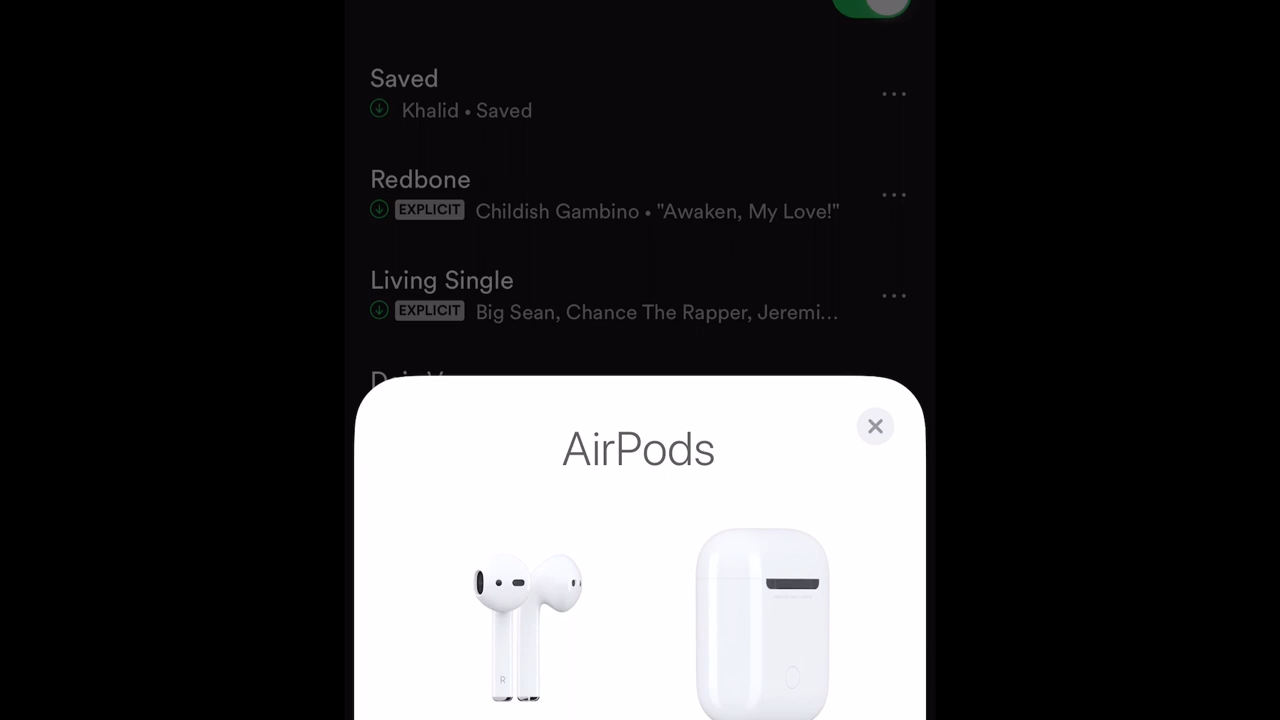 Saved
Khalid • Saved
Redbone
EXPLICIT Childish Gambino • "Awaken, My Love!"
Living Single
EXPLICIT Big Sean, Chance The Rapper, Jeremi...
AirPods
R